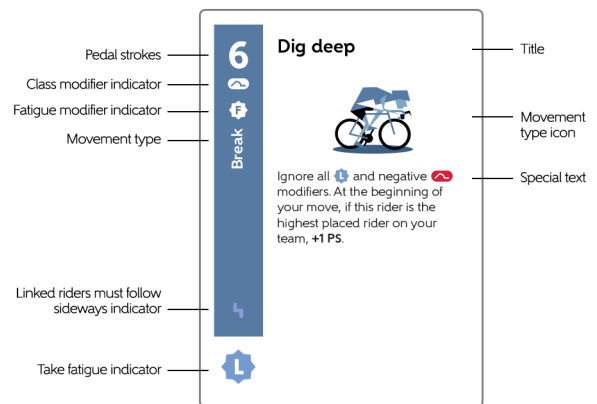 Pedal strokes
Class modifier indicator
Fatigue modifier indicator
Movement type
Linked riders must follow
sideways indicator
Take fatigue indicator
6
F
Break
L
Dig deep
Ignore all L and negative
modifiers. At the beginning of
your move, if this rider is the
highest placed rider on your
team, +1 PS.
Title
Movement
type icon
Special text